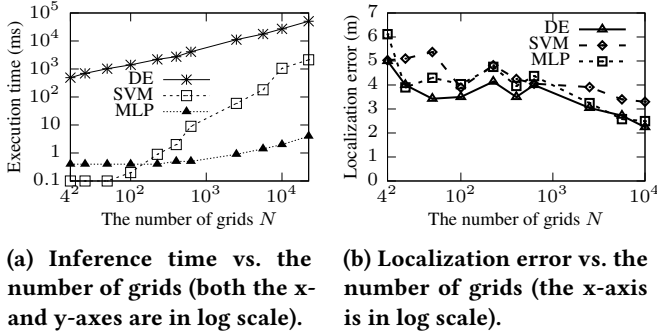 Execution time (ms)
10^5
10^4
10^3
10^2
10
1
0.1
DE
SVM
MLP
4^2
10^2
10^3
10^4
The number of grids N
Localization error (m)
7
6
5
4
3
2
1
0
DE
SVM
MLP
4^2
10^2
10^3
10^4
The number of grids N
(a) Inference time vs. the
number of grids (both the x-
and y-axes are in log scale).
(b) Localization error vs. the
number of grids (the x-axis
is in log scale).